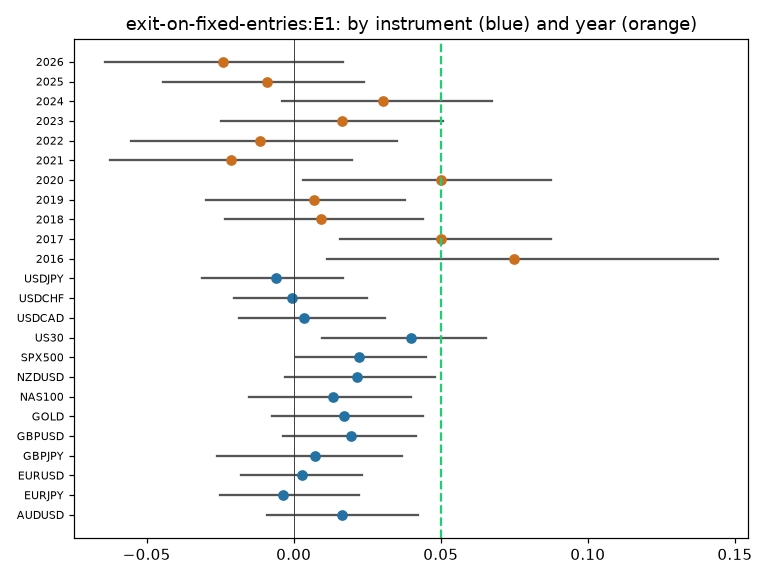 exit-on-fixed-entries:E1: by instrument (blue) and year (orange)
2026
2025
2024
2023
2022
2021
2020
2019
2018
2017
2016
USDJPY
USDCHF
USDCAD
US30
SPX500
NZDUSD
NAS100
GOLD
GBPUSD
GBPJPY
EURUSD
EURJPY
AUDUSD
−0.05 0.00 0.05 0.10 0.15